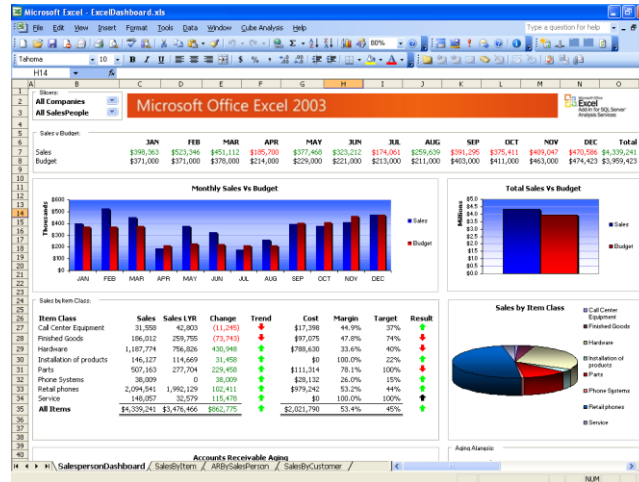 Microsoft Excel - ExcelDashboard.xls
File Edit View Insert Format Tools Data Window Cube Analysis Help Type a question for help
80%
Tahoma 10 B I U
H14 fx
A B C D E F G H I J K L M N O
Slicers:
All Companies
All SalesPeople
Microsoft Office Excel 2003
Microsoft Office
Excel
Add-in for SQL Server
Analysis Services
Sales v Budget:
JAN FEB MAR APR MAY JUN JUL AUG SEP OCT NOV DEC Total
Sales $398,363 $523,346 $451,112 $185,700 $377,468 $323,212 $174,061 $259,639 $391,295 $375,411 $409,047 $470,586 $4,339,241
Budget $371,000 $371,000 $378,000 $214,000 $229,000 $221,000 $213,000 $211,000 $403,000 $411,000 $463,000 $474,423 $3,959,423
Monthly Sales Vs Budget
Thousands
$600
$500
$400
$300
$200
$100
$0
JAN FEB MAR APR MAY JUN JUL AUG SEP OCT NOV DEC
Sales
Budget
Total Sales Vs Budget
Millions
$5.0
$4.5
$4.0
$3.5
$3.0
$2.5
$2.0
$1.5
$1.0
$0.5
$0.0
Sales
Budget
Sales by Item Class:
Item Class Sales Sales LYR Change Trend Cost Margin Target Result
Call Center Equipment 31,558 42,803 (11,245) $17,398 44.9% 37%
Finished Goods 186,012 259,755 (73,743) $97,075 47.8% 74%
Hardware 1,187,774 756,826 430,948 $788,630 33.6% 40%
Installation of products 146,127 114,669 31,458 $0 100.0% 22%
Parts 507,163 277,704 229,458 $111,314 78.1% 100%
Phone Systems 38,009 38,009 $28,132 26.0% 15%
Retail phones 2,094,541 1,992,129 102,411 $979,242 53.2% 44%
Service 148,057 32,579 115,478 $0 100.0% 100%
All Items $4,339,241 $3,476,466 $862,775 $2,021,790 53.4% 45%
Sales by Item Class
Call Center Equipment
Finished Goods
Hardware
Installation of products
Parts
Phone Systems
Retail phones
Service
Accounts Receivable Aging
Aging Analysis:
SalespersonDashboard SalesByItem ARBySalesPerson SalesByCustomer
NUM